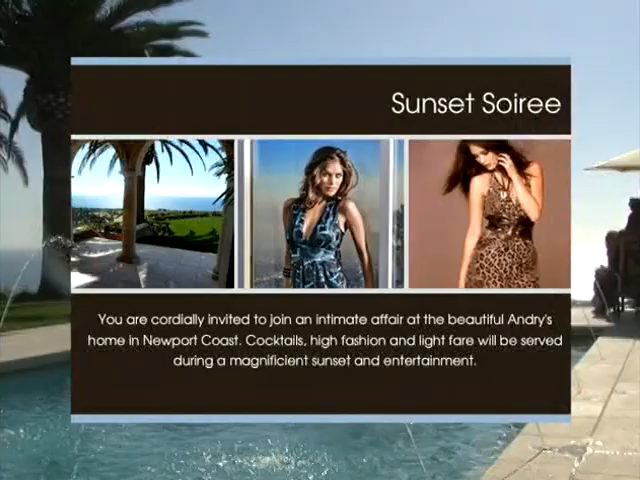 Sunset Soiree
You are cordially invited to join an intimate affair at the beautiful Andry's
home in Newport Coast. Cocktails, high fashion and light fare will be served
during a magnificient sunset and entertainment.